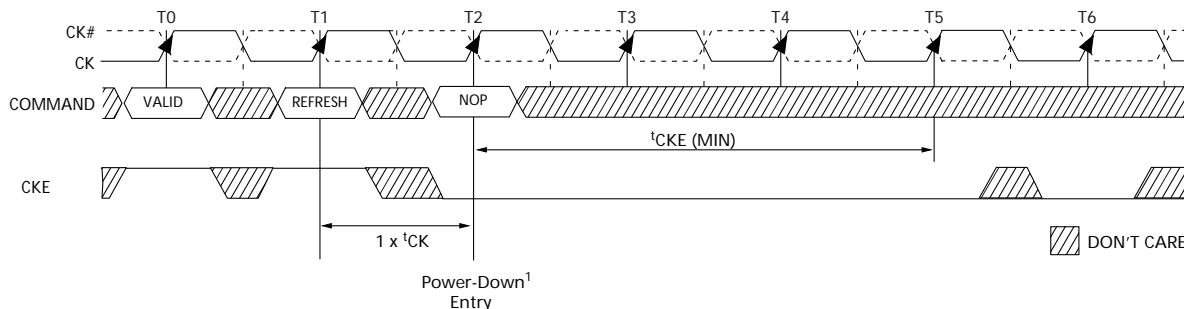 T0 T1 T2 T3 T4 T5 T6
CK#
CK
COMMAND VALID REFRESH NOP
tCKE (MIN)
CKE
1 x tCK
DON'T CARE
Power-Down1
Entry